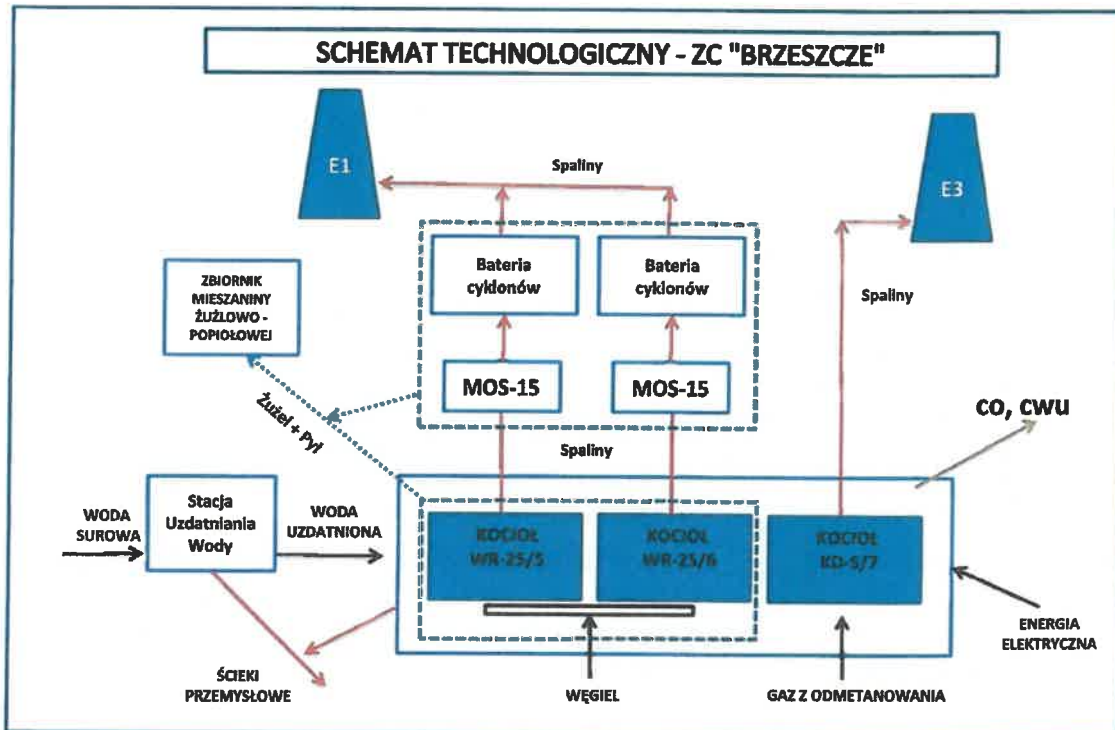 SCHEMAT TECHNOLOGICZNY - ZC "BRZESZCZE"
E1
Spaliny
E3
Bateria
cyklonów
Bateria
cyklonów
ZBIORNIK
MIESZANINY
ŻUŻLOWO -
POPIOŁOWEJ
Spaliny
MOS-15
MOS-15
Żużel + Pył
co, cwu
Spaliny
WODA
SUROWA
Stacja
Uzdatniania
Wody
WODA
UZDATNIONA
KOCIOŁ
WR-25/5
KOCIOŁ
WR-25/6
KOCIOŁ
KD-5/7
ENERGIA
ELEKTRYCZNA
ŚCIEKI
PRZEMYSŁOWE
WĘGIEL
GAZ Z ODMETANOWANIA